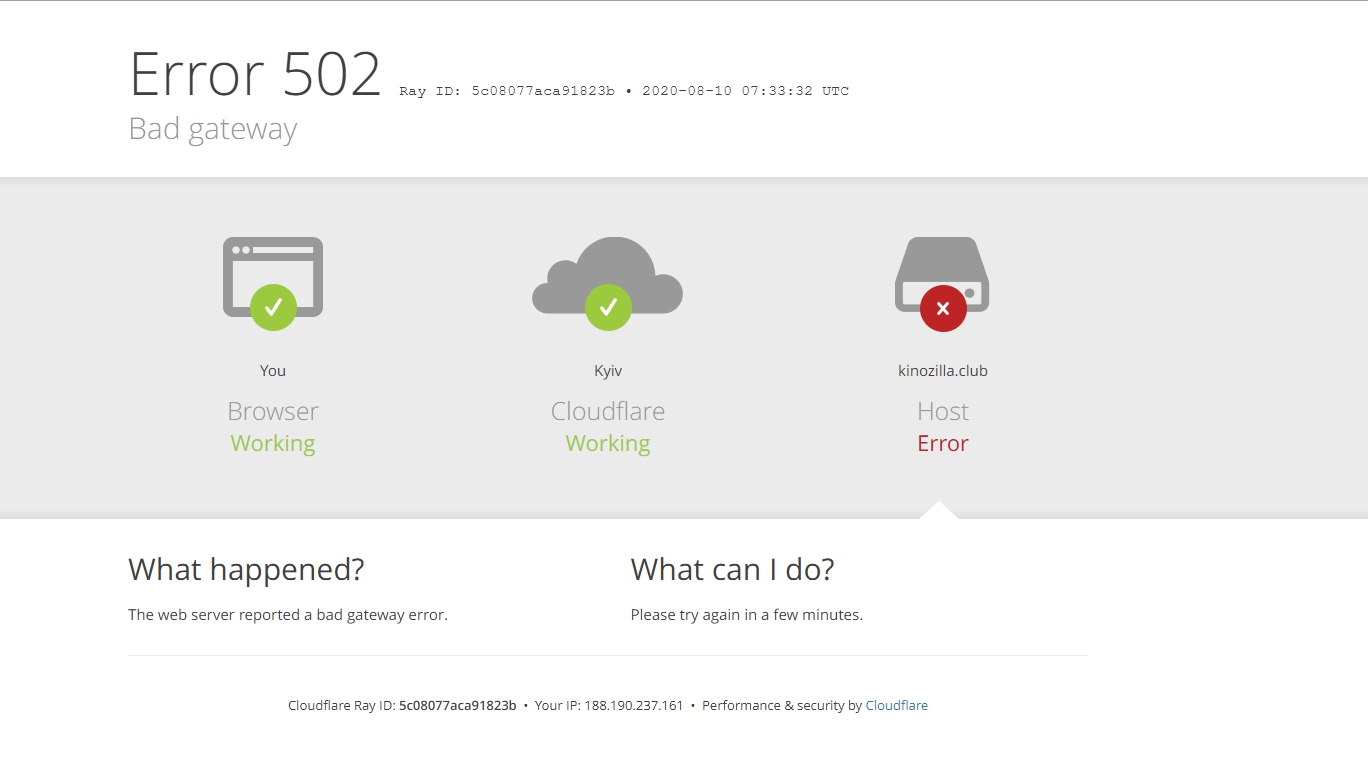 Error 502 Ray ID: 5c08077aca91823b • 2020-08-10 07:33:32 UTC
Bad gateway
You
Browser
Working
Kyiv
Cloudflare
Working
kinozilla.club
Host
Error
What happened?
The web server reported a bad gateway error.
What can I do?
Please try again in a few minutes.
Cloudflare Ray ID: 5c08077aca91823b • Your IP: 188.190.237.161 • Performance & security by Cloudflare